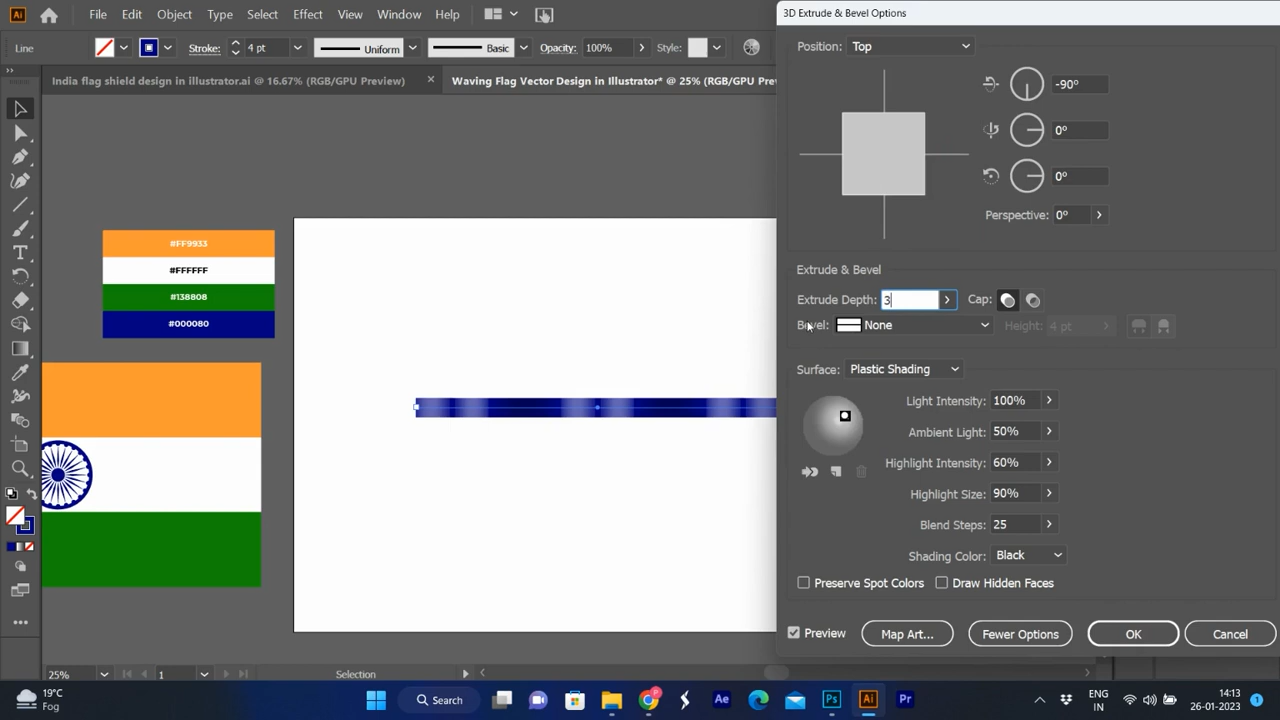 Ai File Edit Object Type Select Effect View Window Help
3D Extrude & Bevel Options
Line Stroke: 4 pt Uniform Basic Opacity: 100% Style:
India flag shield design in illustrator.ai @ 16.67% (RGB/GPU Preview)
Waving Flag Vector Design in Illustrator* @ 25% (RGB/GPU Pre
Position: Top
-90°
0°
0°
Perspective: 0°
#FF9933
#FFFFFF
#138808
#000080
Extrude & Bevel
Extrude Depth: 3 Cap:
Bevel: None Height: 4 pt
Surface: Plastic Shading
Light Intensity: 100%
Ambient Light: 50%
Highlight Intensity: 60%
Highlight Size: 90%
Blend Steps: 25
Shading Color: Black
Preserve Spot Colors Draw Hidden Faces
Preview Map Art... Fewer Options OK Cancel
25% 1 Selection
19°C
Fog
Search
Ae Ps Ai Pr
ENG
IN
14:13
26-01-2023
1